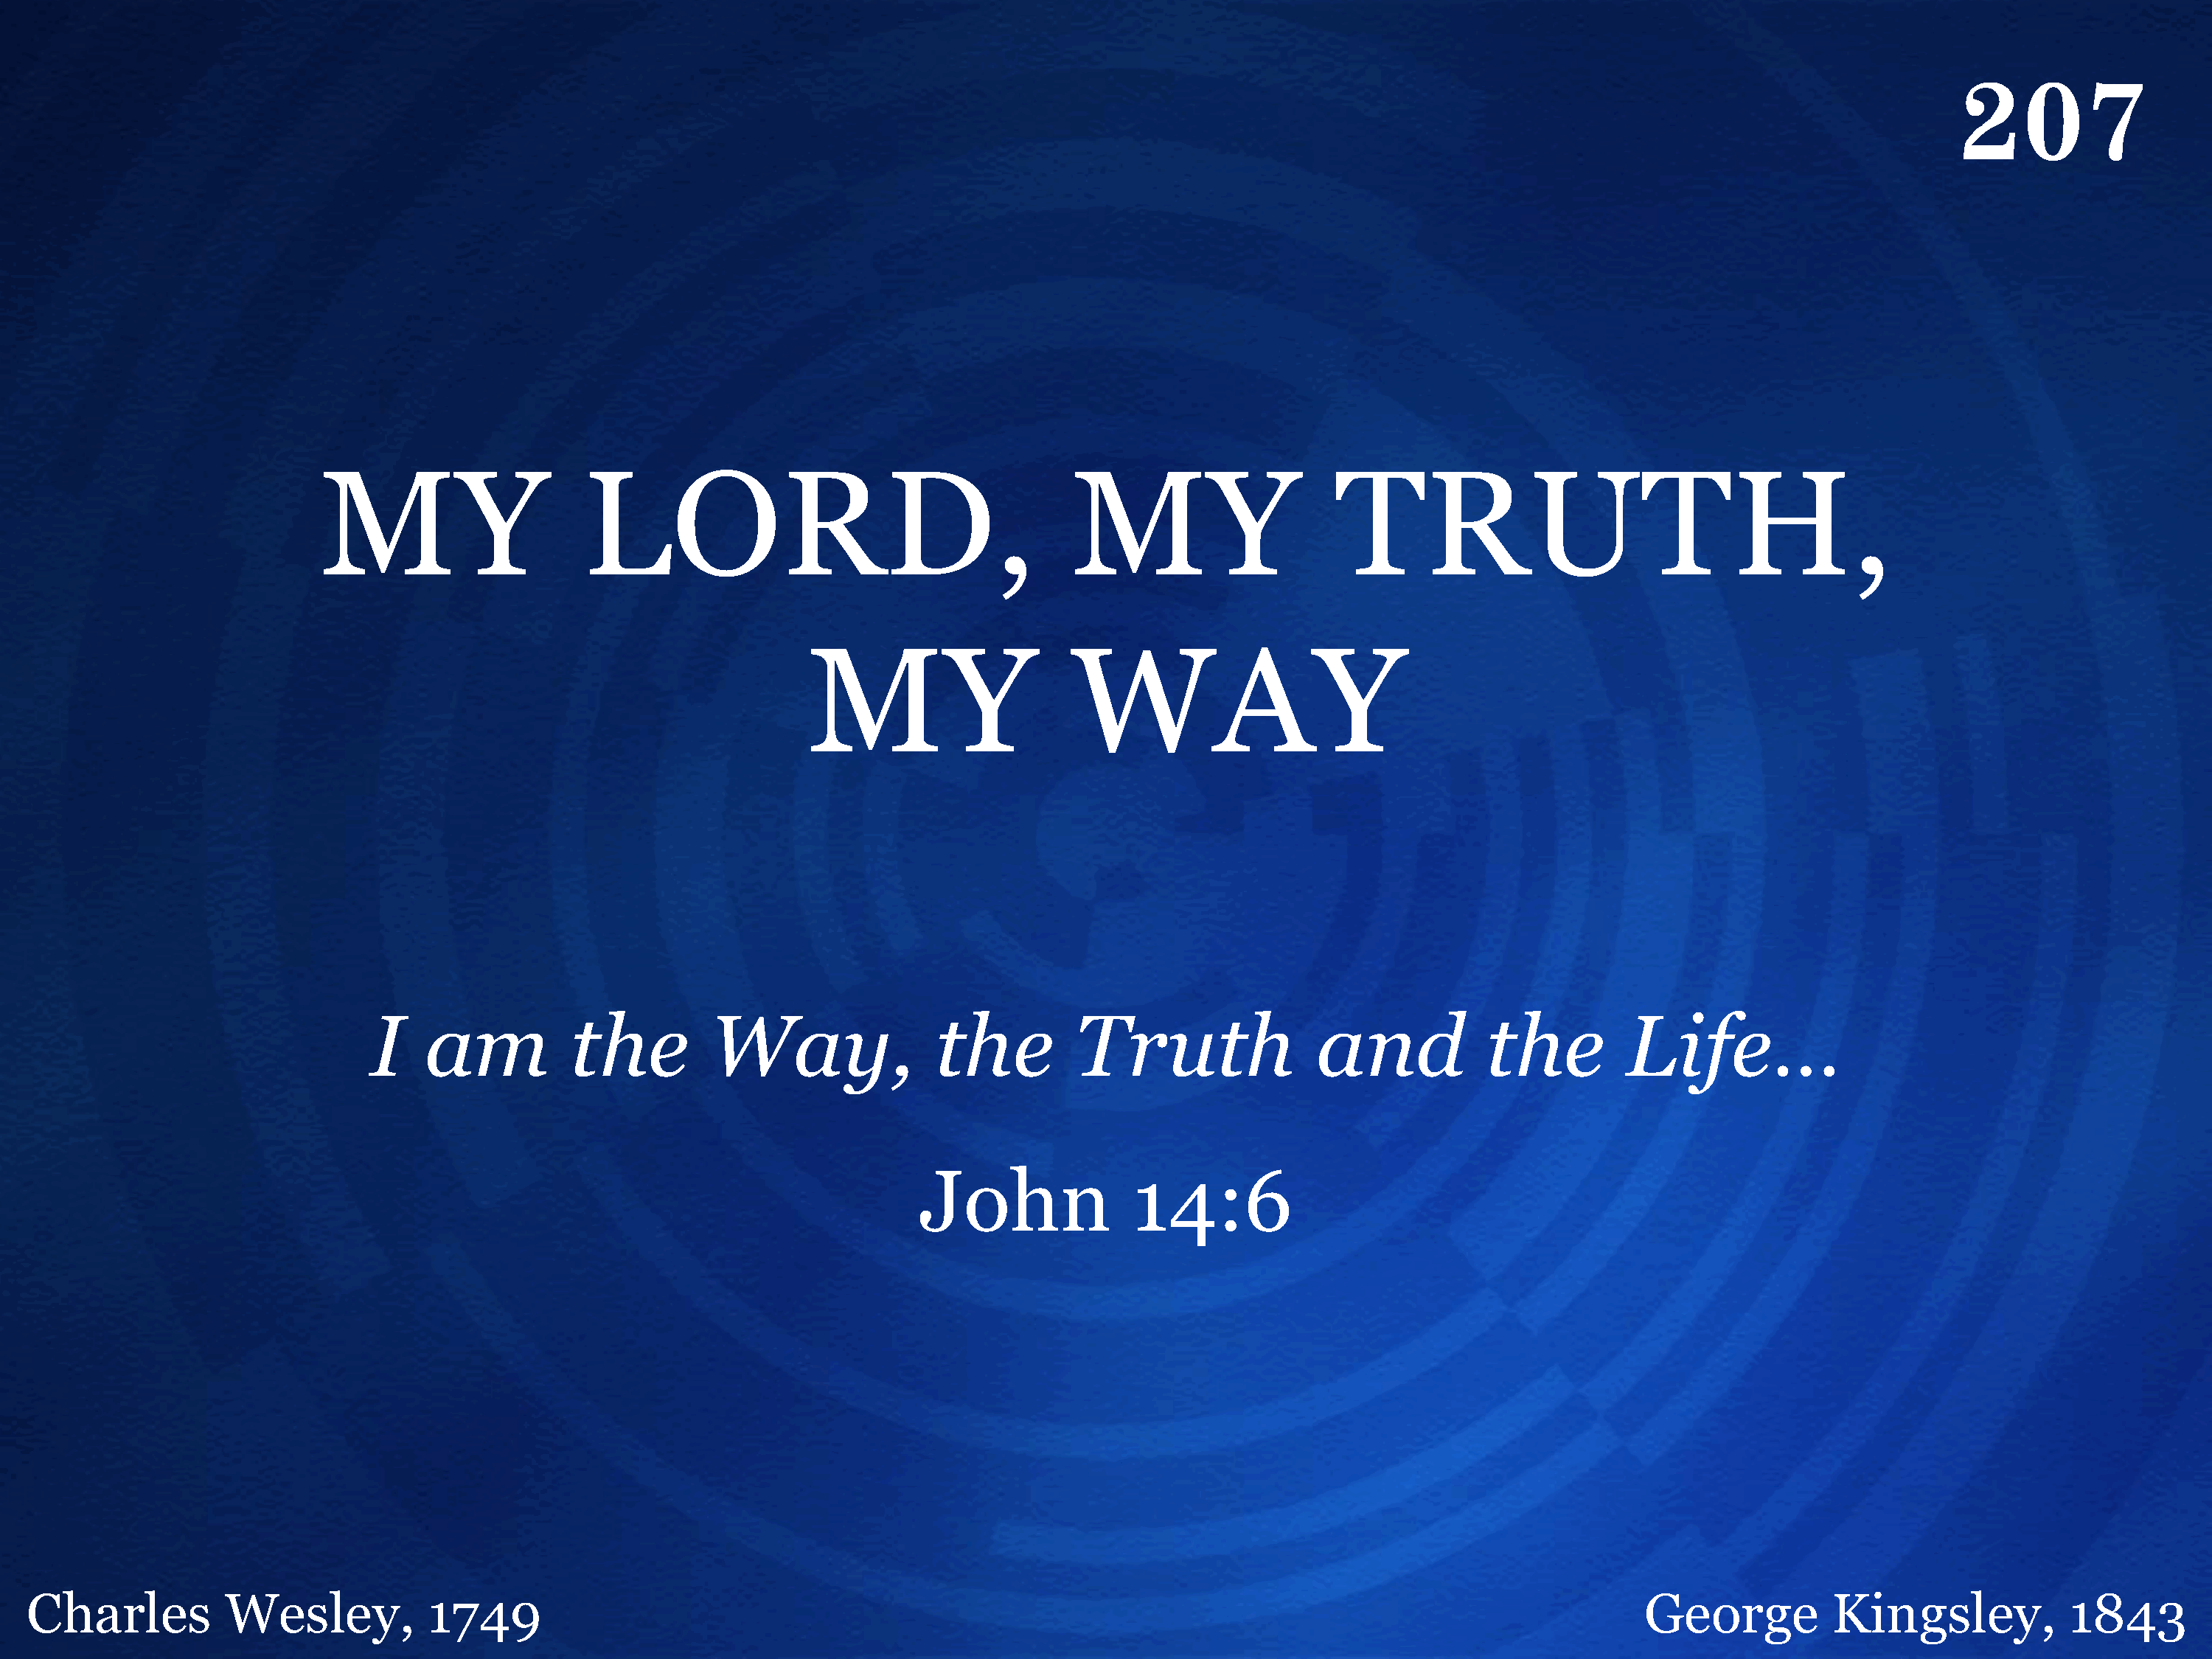 207
MY LORD, MY TRUTH,
MY WAY
I am the Way, the Truth and the Life...
John 14:6
Charles Wesley, 1749
George Kingsley, 1843